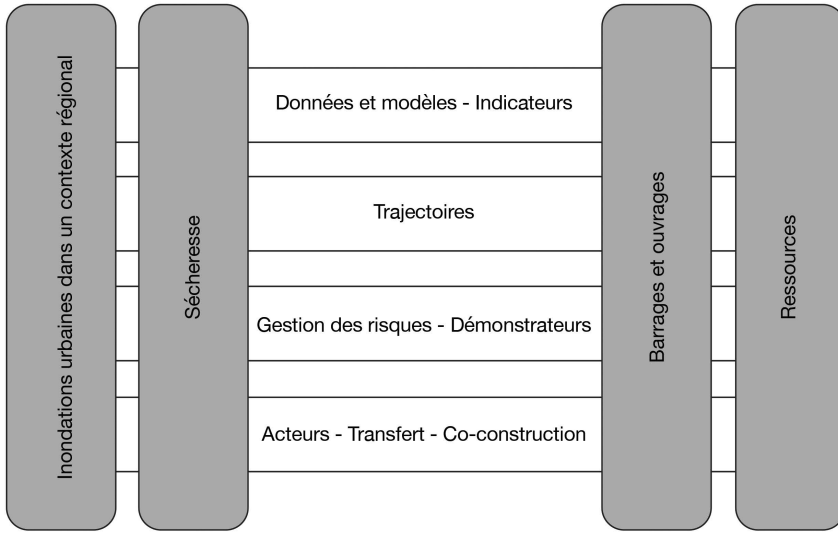 Inondations urbaines dans un contexte régional
Sécheresse
Données et modèles - Indicateurs
Trajectoires
Gestion des risques - Démonstrateurs
Acteurs - Transfert - Co-construction
Barrages et ouvrages
Ressources